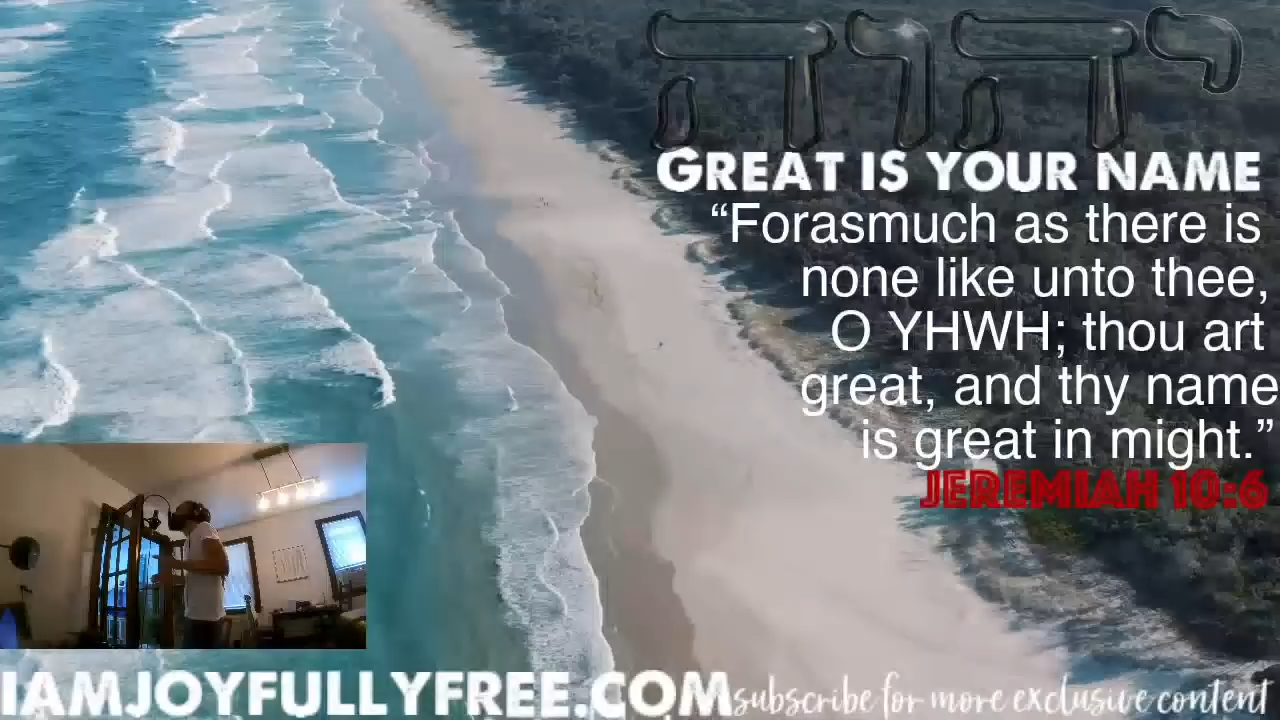 יהוה
GREAT IS YOUR NAME
“Forasmuch as there is
none like unto thee,
O YHWH; thou art
great, and thy name
is great in might.”
JEREMIAH 10:6
IAMJOYFULLYFREE.COM subscribe for more exclusive content